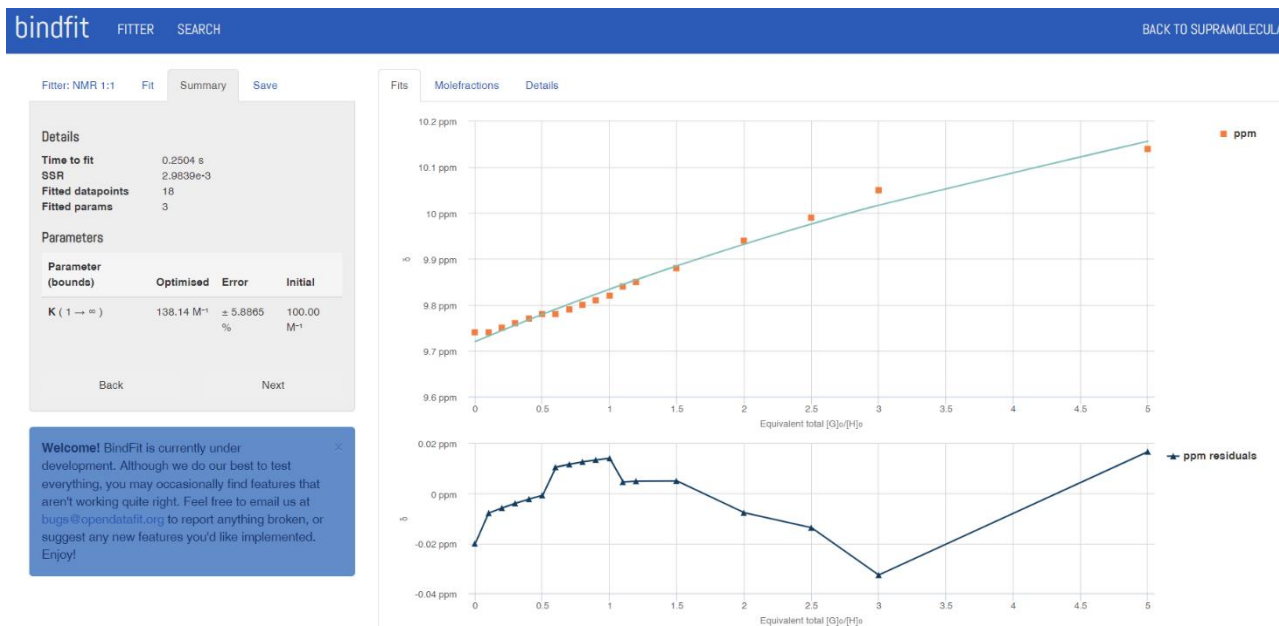 bindfit FITTER SEARCH BACK TO SUPRAMOLECULA
Fitter: NMR 1:1 Fit Summary Save
Details
Time to fit 0.2504 s
SSR 2.9839e-3
Fitted datapoints 18
Fitted params 3
Parameters
Parameter
(bounds) Optimised Error Initial
K ( 1 → ∞ ) 138.14 M⁻¹ ± 5.8865 100.00
% M⁻¹
Back Next
Welcome! BindFit is currently under ×
development. Although we do our best to test
everything, you may occasionally find features that
aren't working quite right. Feel free to email us at
bugs@opendatafit.org to report anything broken, or
suggest any new features you'd like implemented.
Enjoy!
Fits Molefractions Details
10.2 ppm
10.1 ppm
10 ppm
9.9 ppm
9.8 ppm
9.7 ppm
9.6 ppm
δ
ppm
0 0.5 1 1.5 2 2.5 3 3.5 4 4.5 5
Equivalent total [G]₀/[H]₀
0.02 ppm
0 ppm
-0.02 ppm
-0.04 ppm
δ
ppm residuals
0 0.5 1 1.5 2 2.5 3 3.5 4 4.5 5
Equivalent total [G]₀/[H]₀